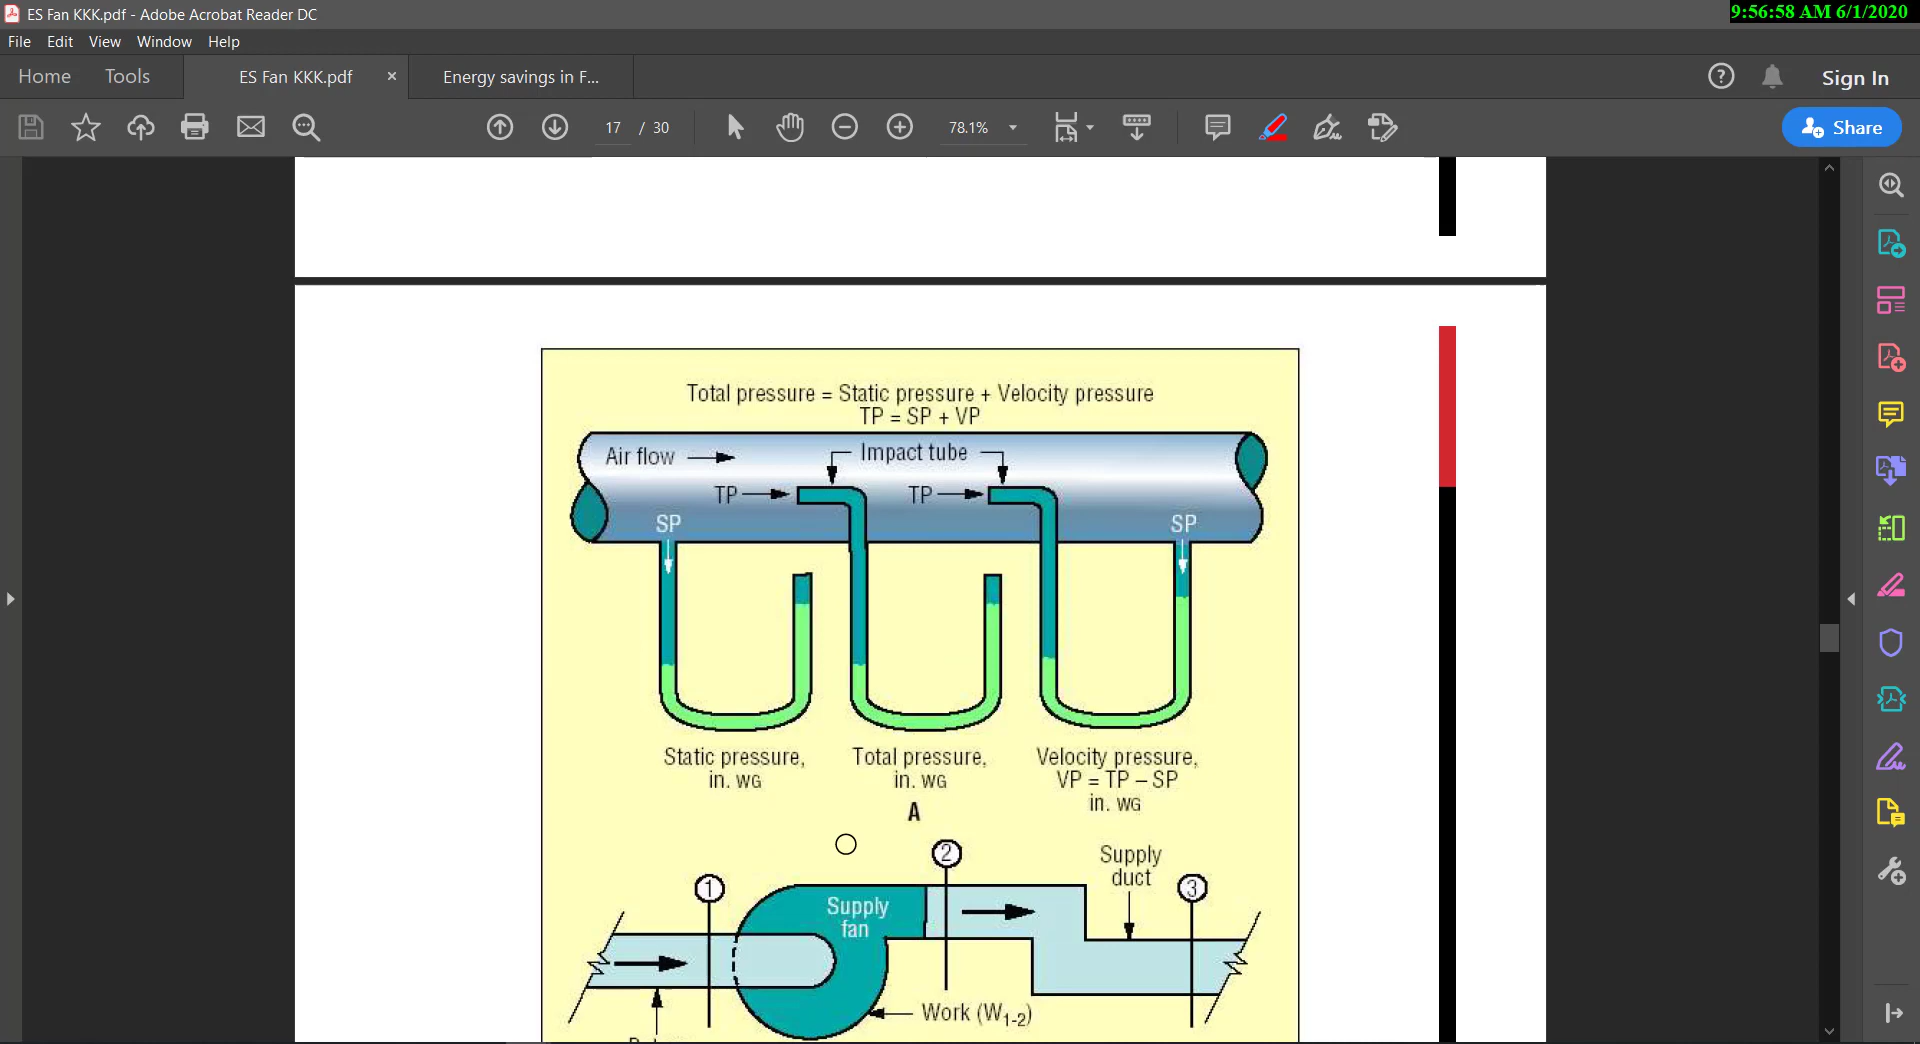 ES Fan KKK.pdf - Adobe Acrobat Reader DC
9:56:58 AM 6/1/2020
File Edit View Window Help
Home Tools ES Fan KKK.pdf × Energy savings in F... ? Sign In
17 / 30 78.1% Share
Total pressure = Static pressure + Velocity pressure
TP = SP + VP
Air flow Impact tube
TP TP
SP SP
Static pressure, Total pressure, Velocity pressure,
in. WG in. WG VP = TP – SP
in. WG
A
1 2 Supply 3
duct
Supply
fan
Work (W1-2)